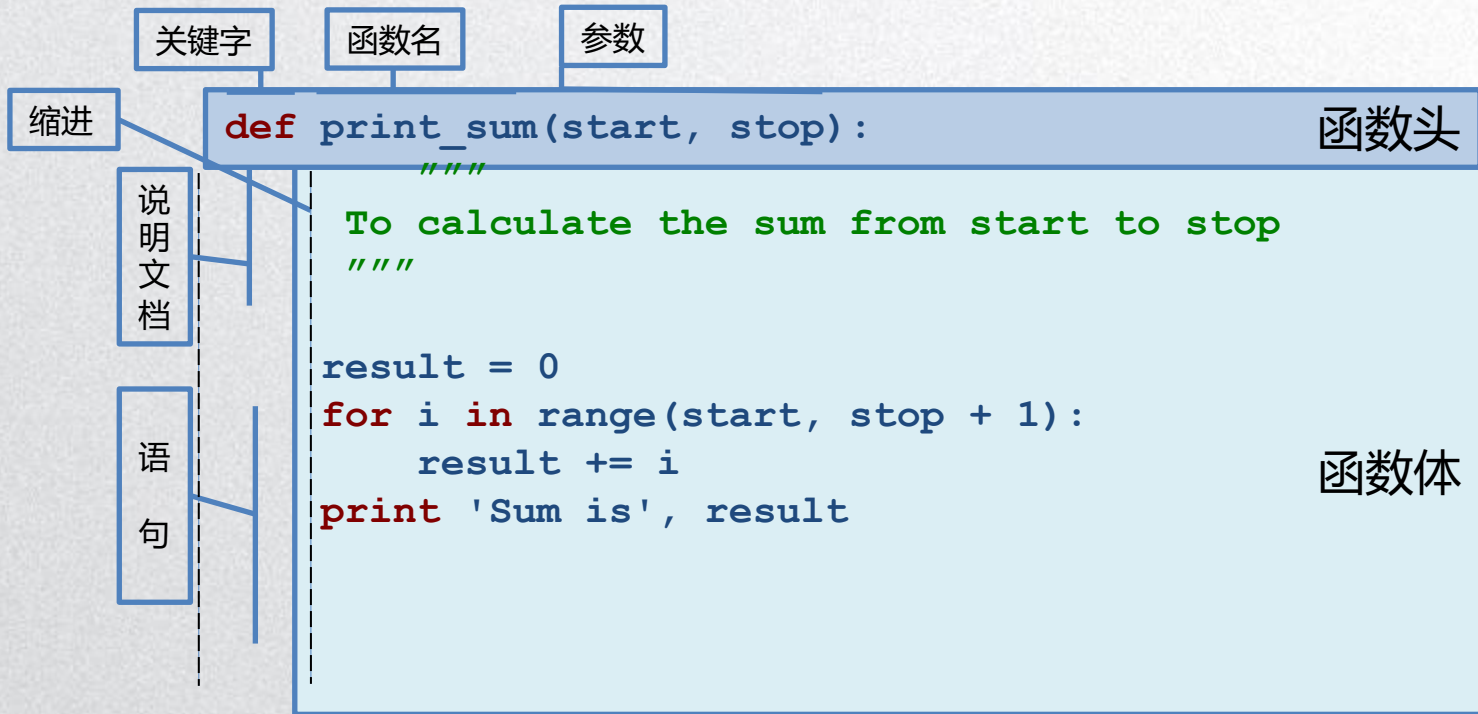 关键字
函数名
参数
缩进
def print_sum(start, stop):
函数头
"""
说明文档
To calculate the sum from start to stop
"""
result = 0
for i in range(start, stop + 1):
语句
result += i
函数体
print 'Sum is', result